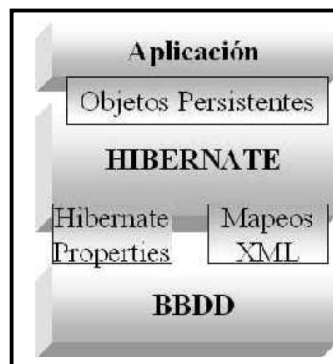 Aplicación
Objetos Persistentes
HIBERNATE
Hibernate
Properties
Mapeos
XML
BBDD